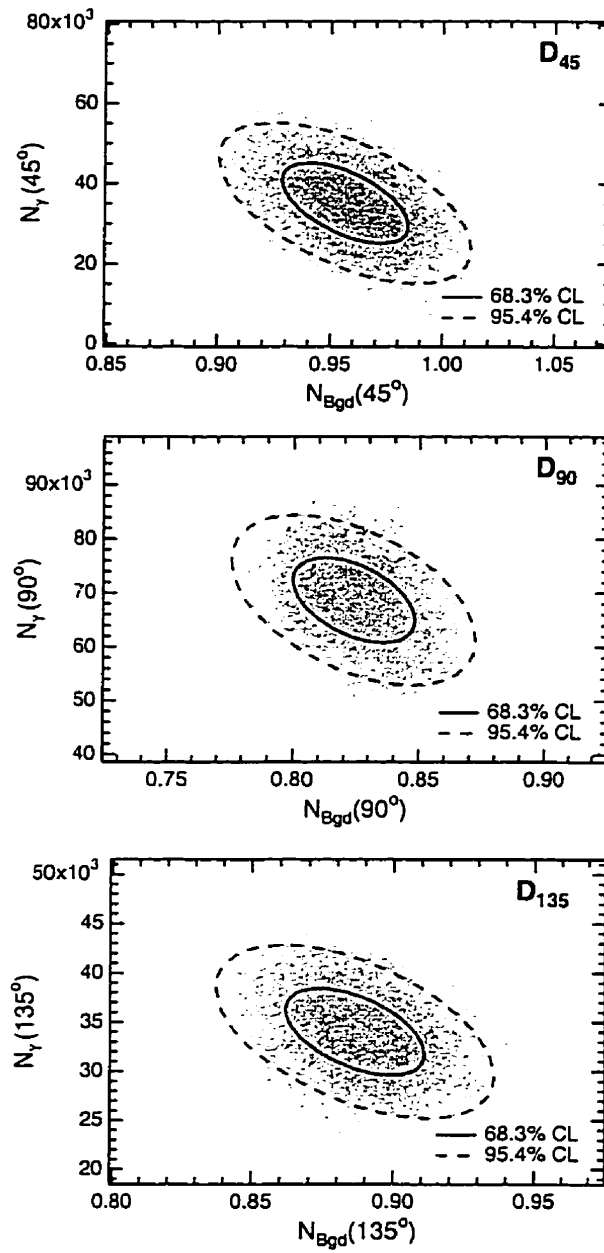 80x10³
D₄₅
60
40
20
0
Nᵧ (45°)
68.3% CL
95.4% CL
0.85 0.90 0.95 1.00 1.05
N_Bgd(45°)
D₉₀
90x10³
80
70
60
50
40
Nᵧ (90°)
68.3% CL
95.4% CL
0.75 0.80 0.85 0.90
N_Bgd(90°)
50x10³
D₁₃₅
45
40
35
30
25
20
Nᵧ (135°)
68.3% CL
95.4% CL
0.80 0.85 0.90 0.95
N_Bgd(135°)